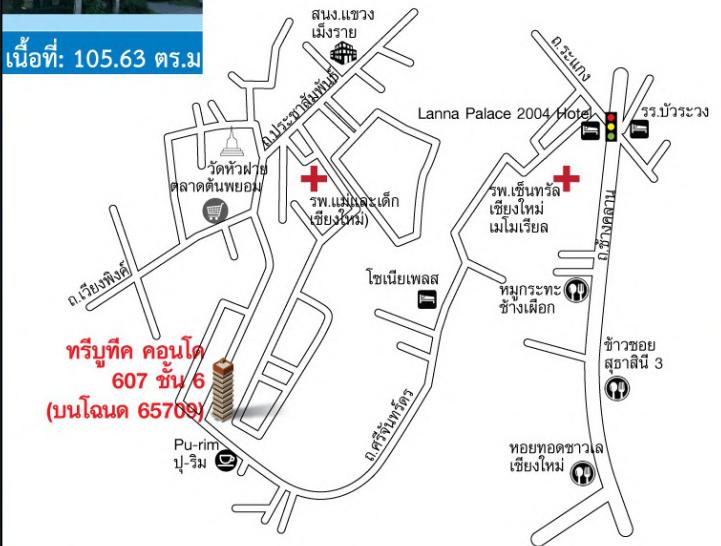 เนื้อที่: 105.63 ตร.ม
สนง.แขวง
เม็งราย
ถ.ประชาสัมพันธ์
ถ.ระแกง
Lanna Palace 2004 Hotel
รร.บัวระวง
วัดหัวฝาย
ตลาดต้นพยอม
รพ.แม่และเด็ก
เชียงใหม่)
รพ.เซ็นทรัล
เชียงใหม่
เมโมเรียล
ถ.ช้างคลาน
ถ.เวียงพิงค์
โซเนียเพลส
หมูกระทะ
ช้างเผือก
ทรีบูทีค คอนโด
607 ชั้น 6
(บนโฉนด 65709)
ข้าวซอย
สุธาสินี 3
ถ.ศรีจันทร์ดร
Pu-rim
ปุ-ริม
หอยทอดชาวเล
เชียงใหม่